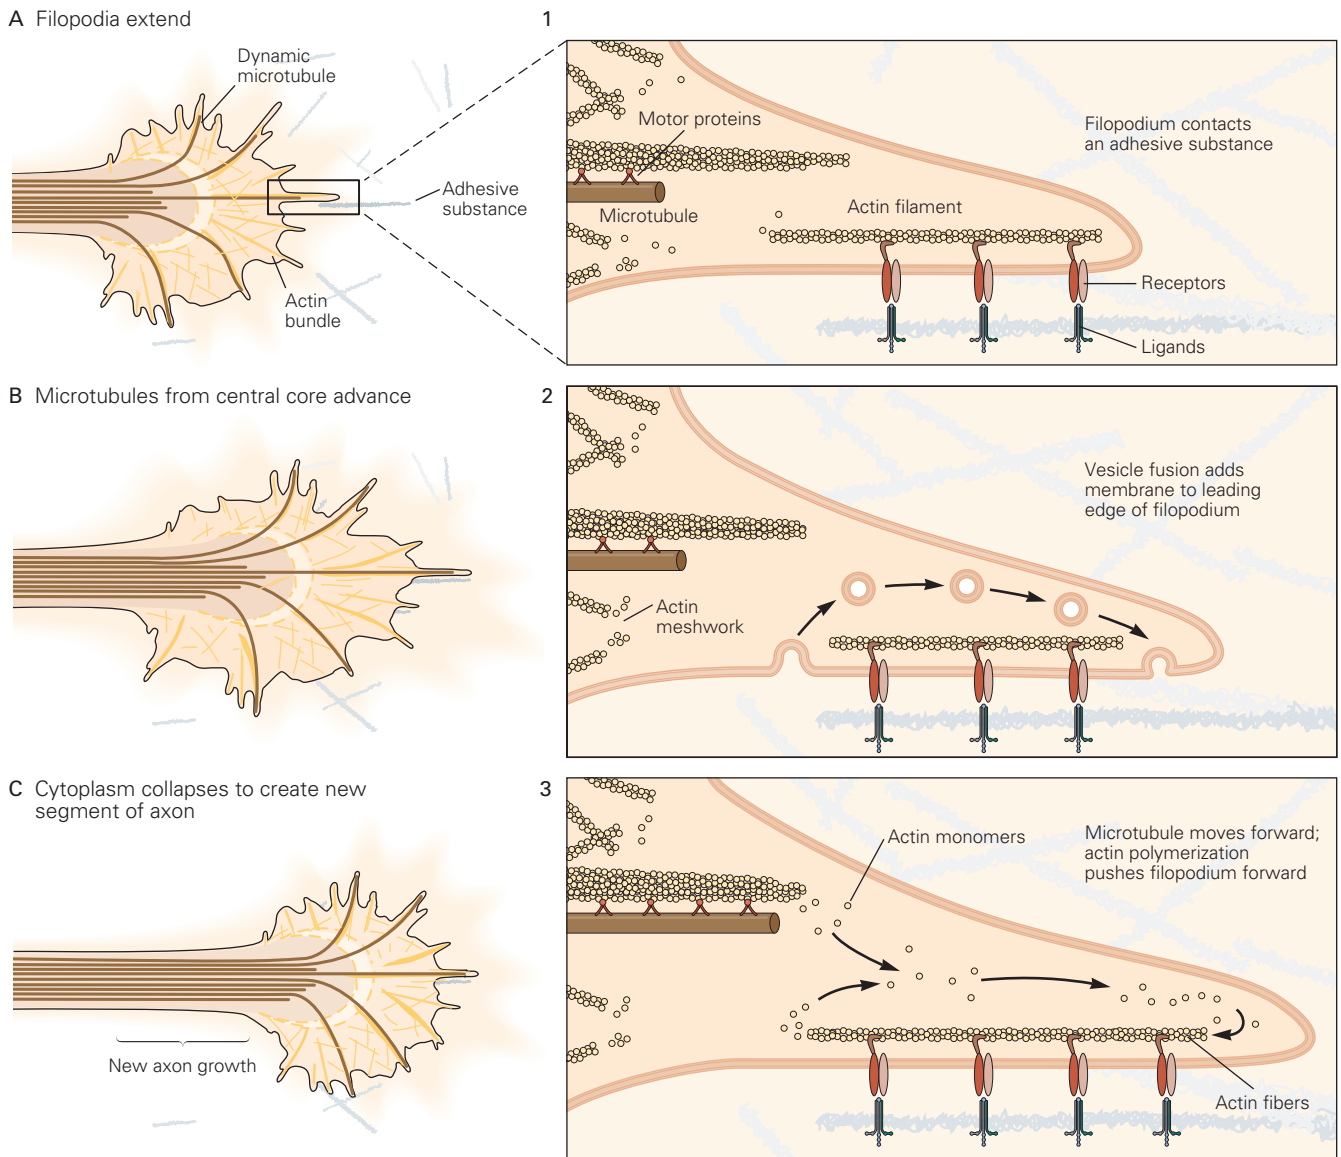 A Filopodia extend
Dynamic
microtubule
Adhesive
substance
Actin
bundle
1
Motor proteins
Filopodium contacts
an adhesive substance
Microtubule
Actin filament
Receptors
Ligands
B Microtubules from central core advance
2
Vesicle fusion adds
membrane to leading
edge of filopodium
Actin
meshwork
C Cytoplasm collapses to create new
segment of axon
New axon growth
3
Actin monomers
Microtubule moves forward;
actin polymerization
pushes filopodium forward
Actin fibers